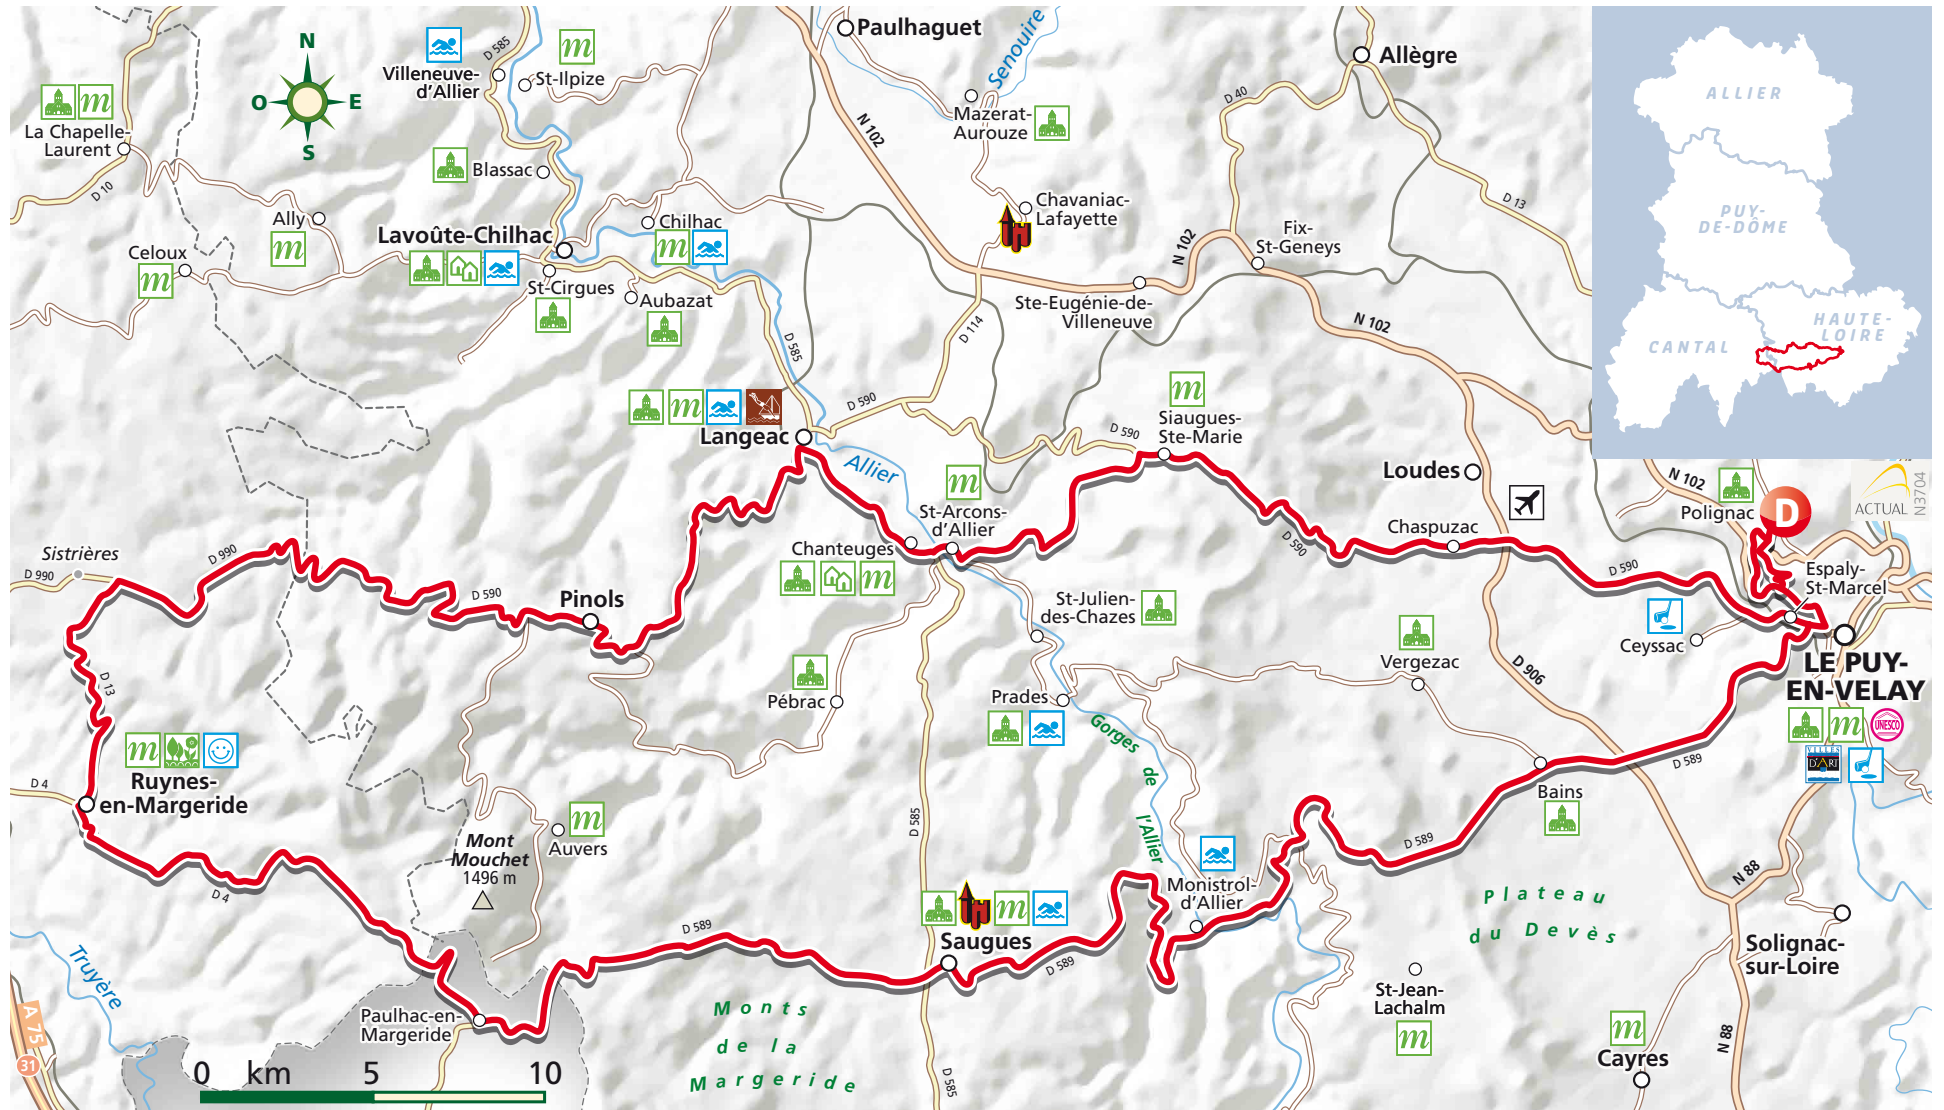 Paulhaguet
Senouire
Allègre
N
O
E
S
D 585
Villeneuve-
d'Allier
m
St-Ilpize
m
La Chapelle-
Laurent
D 10
N 102
Mazerat-
Aurouze
D 40
D 13
ALLIER
PUY-
DE-DÔME
HAUTE-
LOIRE
CANTAL
Blassac
Ally
m
Celoux
m
Lavoûte-Chilhac
Chilhac
m
St-Cirgues
Aubazat
Chavaniac-
Lafayette
N 102
Fix-
St-Geneys
Ste-Eugénie-de-
Villeneuve
N 102
D 114
D 585
m
Langeac
D 590
Allier
D 590
m
Siaugues-
Ste-Marie
m
St-Arcons-
d'Allier
Loudes
N 102
Polignac
D
ACTUAL
N3704
Chaspuzac
D 590
D 590
Espaly-
St-Marcel
Ceyssac
LE PUY-
EN-VELAY
m
UNESCO
VILLES
D'ART
Chanteuges
m
St-Julien-
des-Chazes
Sistrières
D 990
D 990
D 590
Pinols
D 13
Pébrac
Prades
Gorges
de
l'Allier
Vergezac
D 906
D 589
Bains
m
Ruynes-
en-Margeride
D 4
D 4
Mont
Mouchet
1496 m
m
Auvers
D 585
Monistrol-
d'Allier
D 589
Plateau
du Devès
N 88
Solignac-
sur-Loire
m
Saugues
D 589
D 589
Truyère
A 75
31
Paulhac-en-
Margeride
Monts
de la
Margeride
D 585
St-Jean-
Lachalm
m
m
Cayres
N 88
0 km 5 10